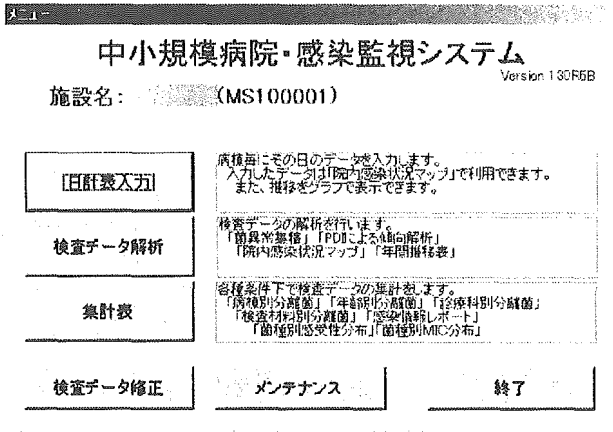 メニュー
中小規模病院・感染監視システム
Version 1.30R6B
施設名: (MS100001)
日計表入力
病棟毎にその日のデータを入力します。
入力したデータは「院内感染状況マップ」で利用できます。
また、推移をグラフで表示できます。
検査データ解析
検査データの解析を行います。
「菌異常集積」「PDIによる傾向解析」
「院内感染状況マップ」「年間推移表」
集計表
各種条件下で検査データの集計をします。
「病棟別分離菌」「年齢別分離菌」「診療科別分離菌」
「検査材料別分離菌」「感染情報レポート」
「菌種別感受性分布」「菌種別MIC分布」
検査データ修正
メンテナンス
終了